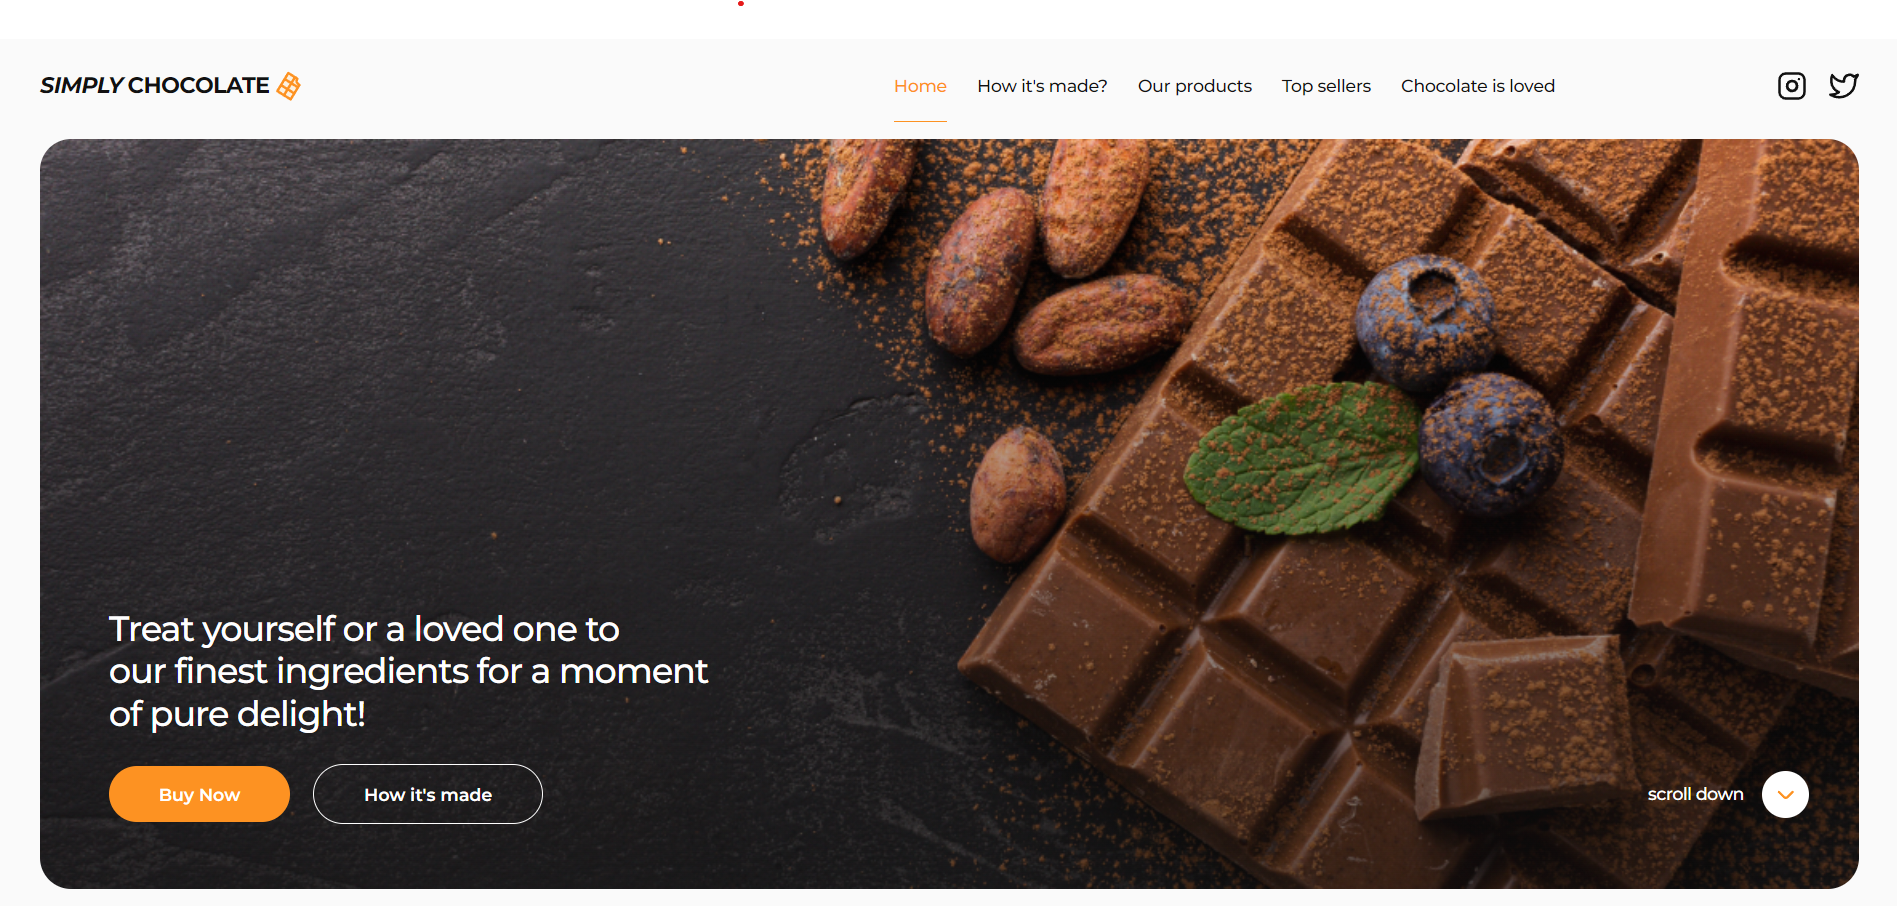 SIMPLY CHOCOLATE
Home How it's made? Our products Top sellers Chocolate is loved
Treat yourself or a loved one to
our finest ingredients for a moment
of pure delight!
Buy Now How it's made
scroll down